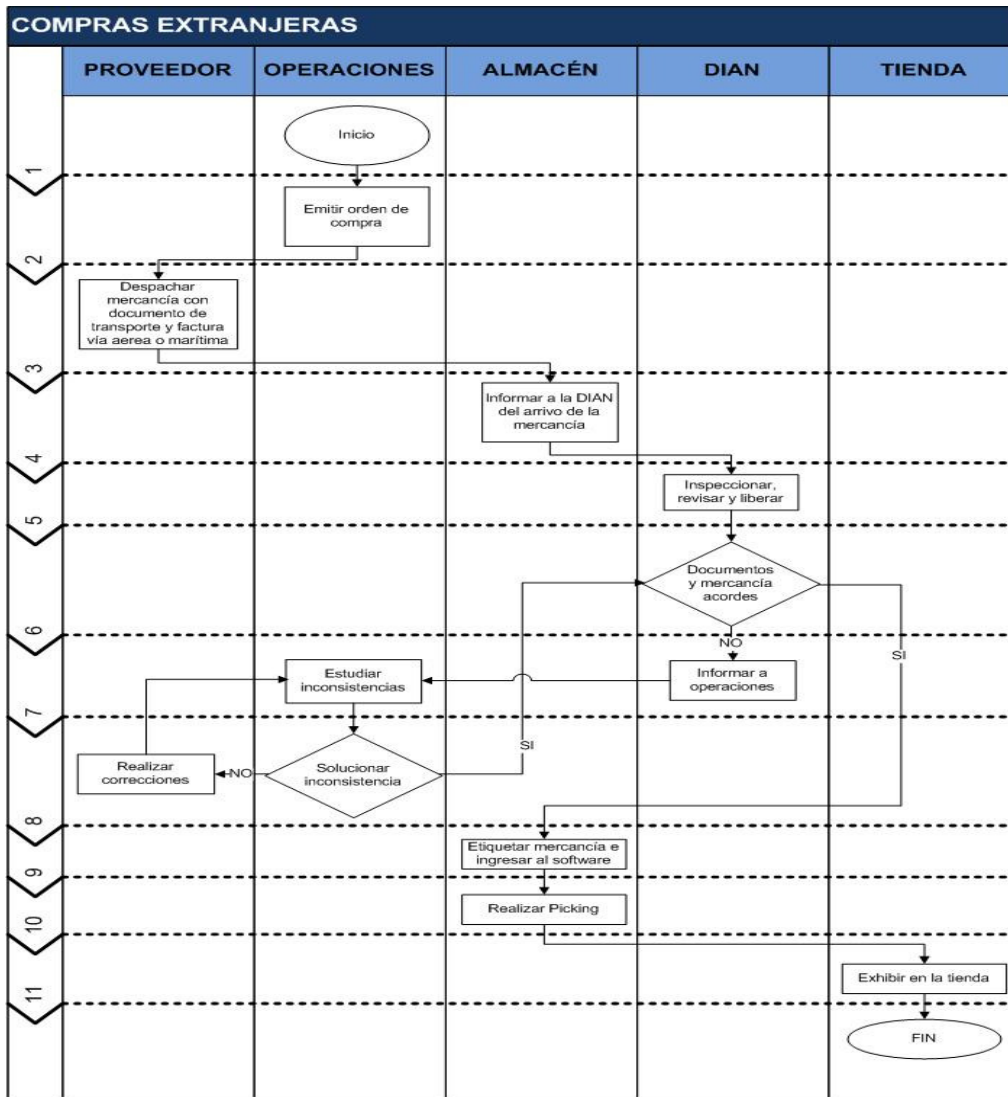 COMPRAS EXTRANJERAS
PROVEEDOR
OPERACIONES
ALMACÉN
DIAN
TIENDA
Inicio
1
Emitir orden de
compra
2
Despachar
mercancía con
documento de
transporte y factura
vía aerea o marítima
3
Informar a la DIAN
del arrivo de la
mercancía
4
Inspeccionar,
revisar y liberar
5
Documentos
y mercancía
acordes
6
NO
SI
Estudiar
inconsistencias
Informar a
operaciones
7
SI
Realizar
correcciones
NO
Solucionar
inconsistencia
8
Etiquetar mercancía e
ingresar al software
9
Realizar Picking
10
Exhibir en la tienda
11
FIN